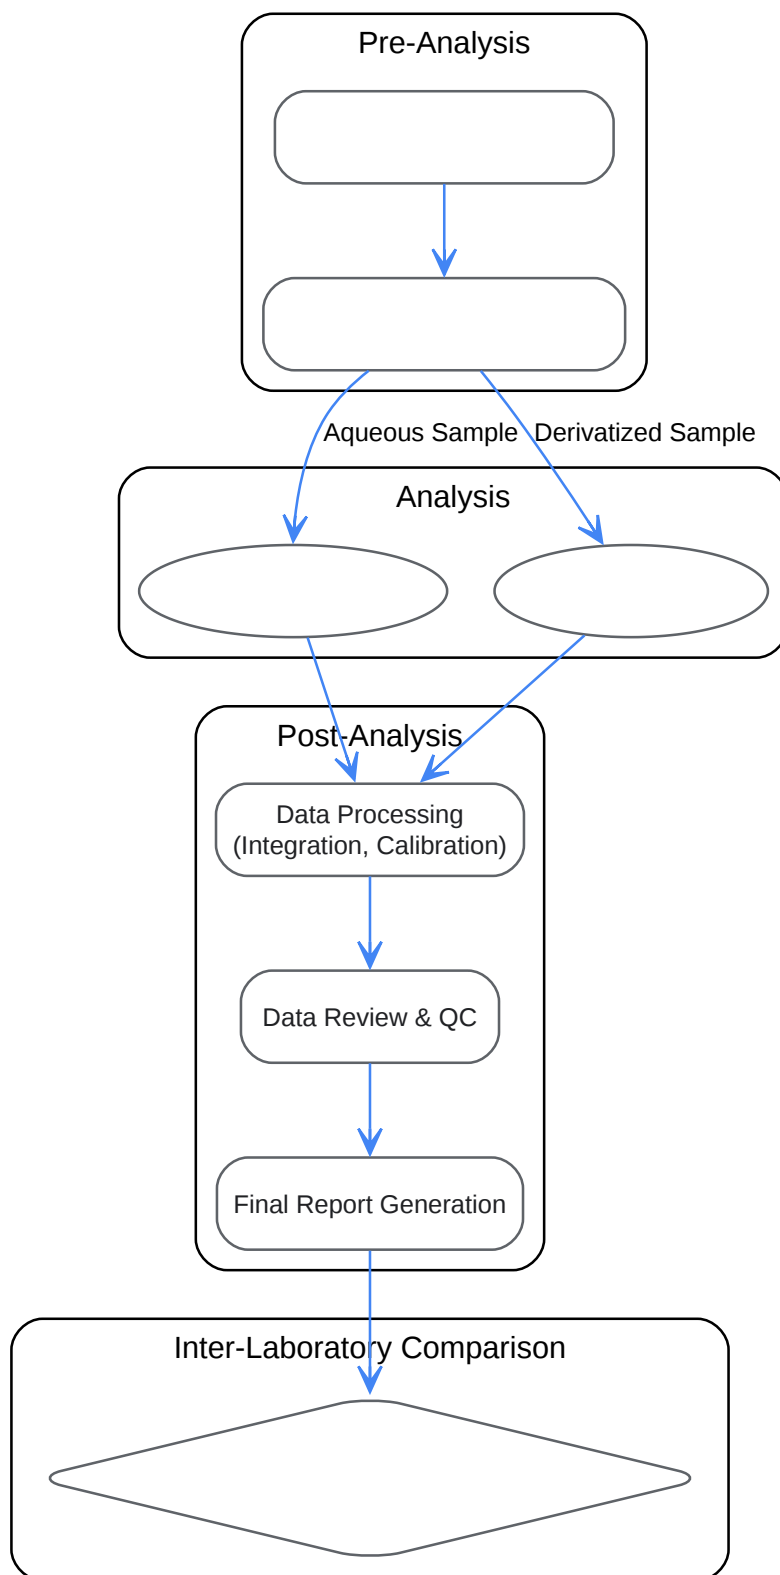 Pre-Analysis
Aqueous Sample
Derivatized Sample
Analysis
Post-Analysis
Data Processing
(Integration, Calibration)
Data Review & QC
Final Report Generation
Inter-Laboratory Comparison